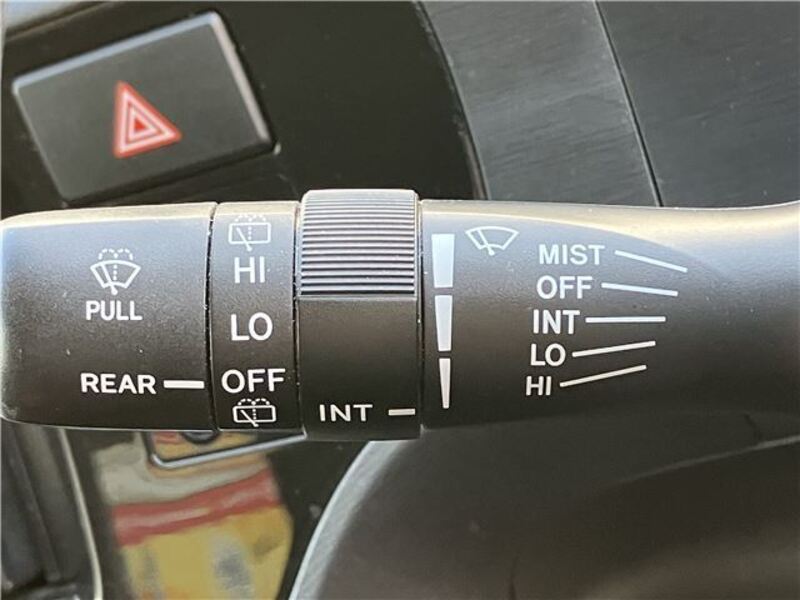 PULL
REAR
HI
LO
OFF
INT
MIST
OFF
INT
LO
HI